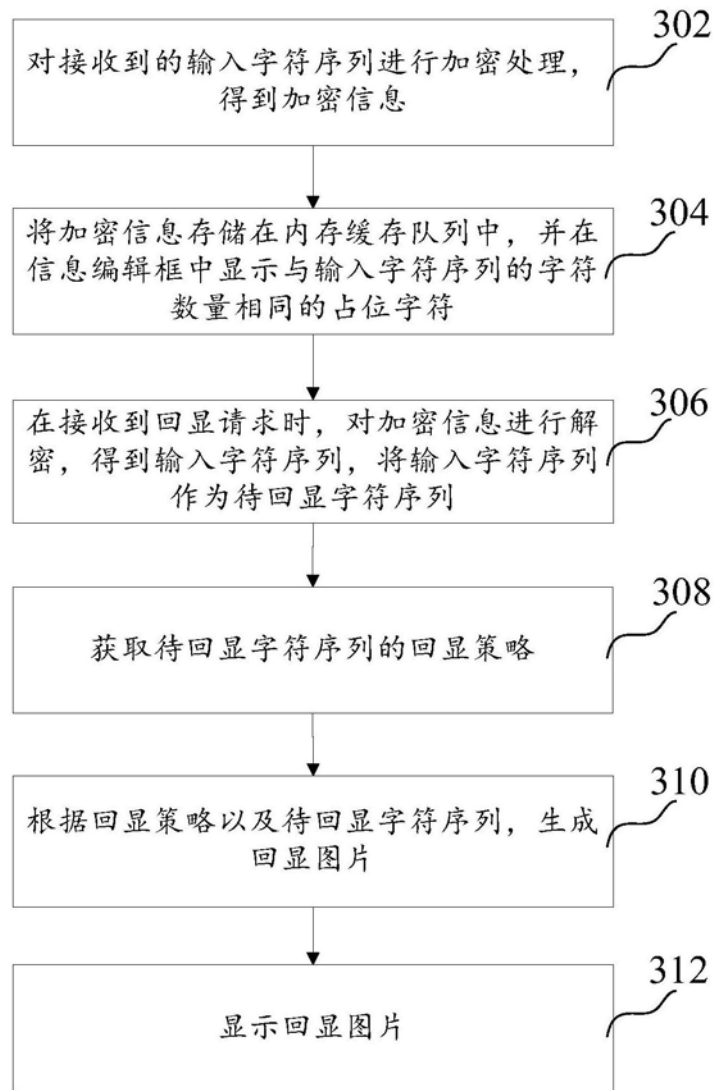 302
对接收到的输入字符序列进行加密处理，
得到加密信息
304
将加密信息存储在内存缓存队列中，并在
信息编辑框中显示与输入字符序列的字符
数量相同的占位字符
306
在接收到回显请求时，对加密信息进行解
密，得到输入字符序列，将输入字符序列
作为待回显字符序列
308
获取待回显字符序列的回显策略
310
根据回显策略以及待回显字符序列，生成
回显图片
312
显示回显图片